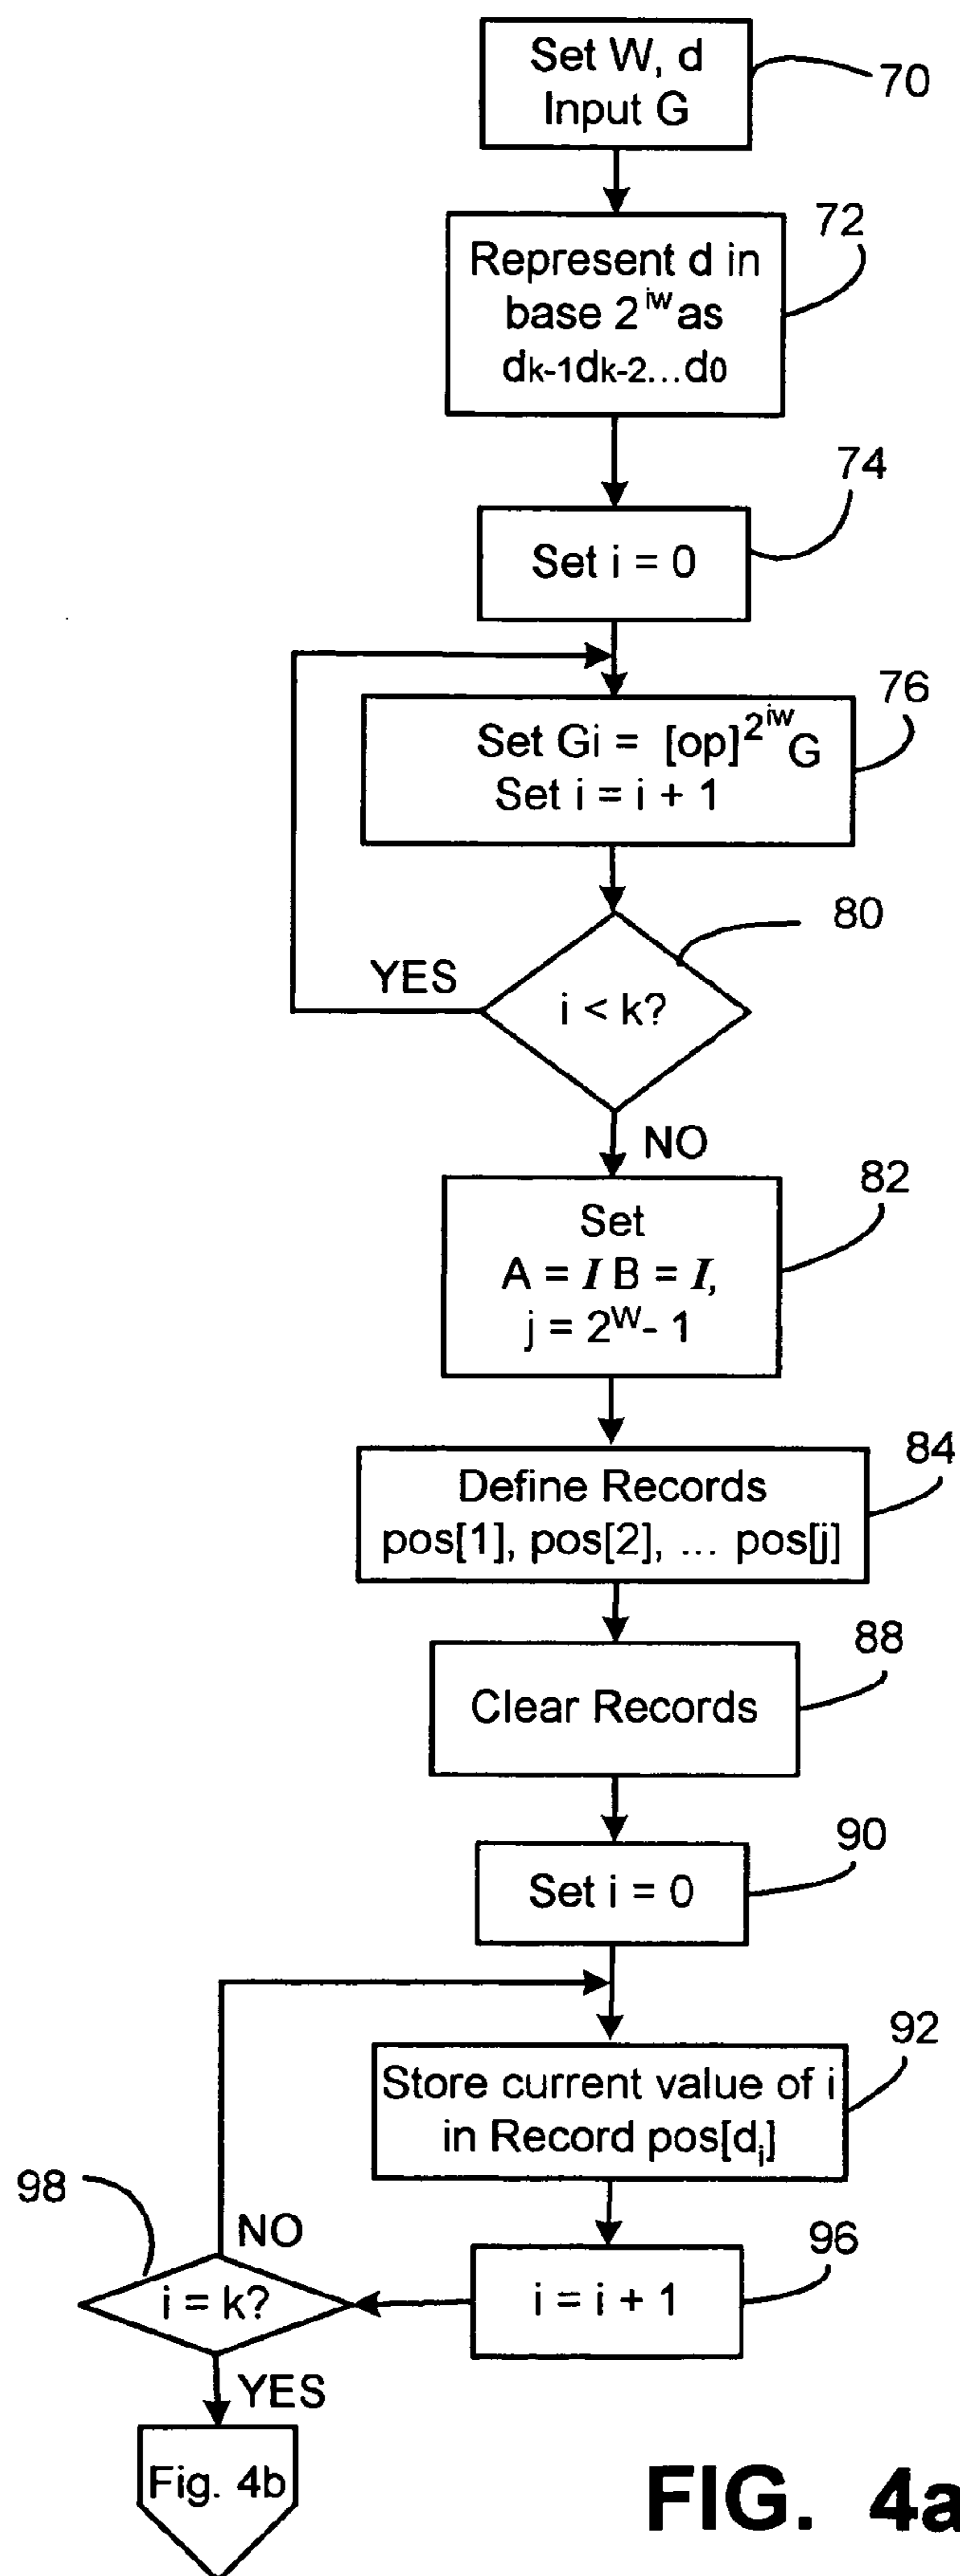 Set W, d
Input G
70
72
Represent d in
base 2^iw as
dk-1dk-2...d0
74
Set i = 0
76
Set Gi = [op]^2^iw G
Set i = i + 1
80
YES
i < k?
NO
82
Set
A = I B = I,
j = 2^W - 1
84
Define Records
pos[1], pos[2], ... pos[j]
88
Clear Records
90
Set i = 0
92
Store current value of i
in Record pos[di]
98
NO
96
i = k?
i = i + 1
YES
Fig. 4b
FIG. 4a